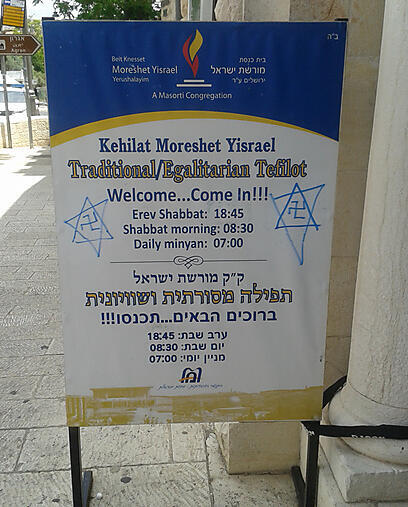 אגרון
Agron
ב"ה
Beit Knesset
Moreshet Yisrael
Yerushalayim
בית כנסת
מורשת ישראל
ירושלים ע"ר
A Masorti Congregation
Kehilat Moreshet Yisrael
Traditional/Egalitarian Tefilot
Welcome...Come In!!!
Erev Shabbat: 18:45
Shabbat morning: 08:30
Daily minyan: 07:00
ק"ק מורשת ישראל
תפילה מסורתית ושוויונית
ברוכים הבאים...תכנסו!!!
ערב שבת: 18:45
יום שבת: 08:30
מניין יומי: 07:00